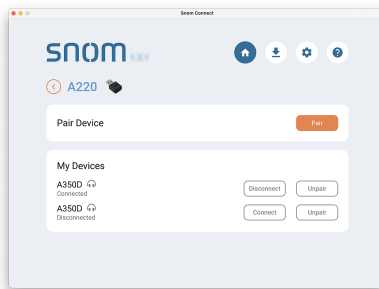 Snom Connect
snom
A220
Pair Device
Pair
My Devices
A350D
Connected
Disconnect
Unpair
A350D
Disconnected
Connect
Unpair